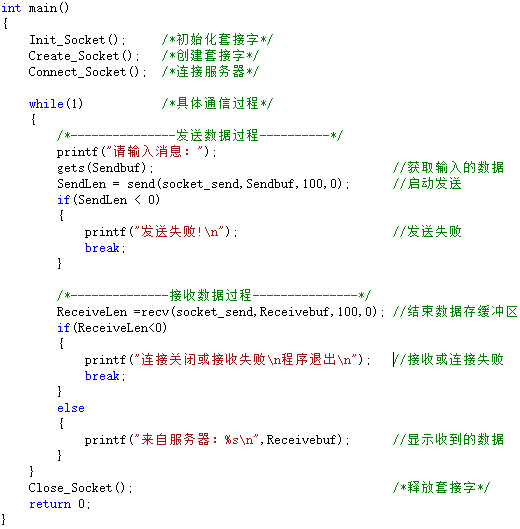 int main()
{
    Init_Socket();     /*初始化套接字*/
    Create_Socket();   /*创建套接字*/
    Connect_Socket();  /*连接服务器*/
    while(1)           /*具体通信过程*/
    {
        /*---------------发送数据过程----------*/
        printf("请输入消息：");
        gets(Sendbuf);                                  //获取输入的数据
        SendLen = send(socket_send,Sendbuf,100,0);      //启动发送
        if(SendLen < 0)
        {
            printf("发送失败!\n");                      //发送失败
            break;
        }
        /*--------------接收数据过程---------------*/
        ReceiveLen =recv(socket_send,Receivebuf,100,0); //结束数据存缓冲区
        if(ReceiveLen<0)
        {
            printf("连接关闭或接收失败\n程序退出\n");   //接收或连接失败
            break;
        }
        else
        {
            printf("来自服务器：%s\n",Receivebuf);      //显示收到的数据
        }
    }
    Close_Socket();                                         /*释放套接字*/
    return 0;
}